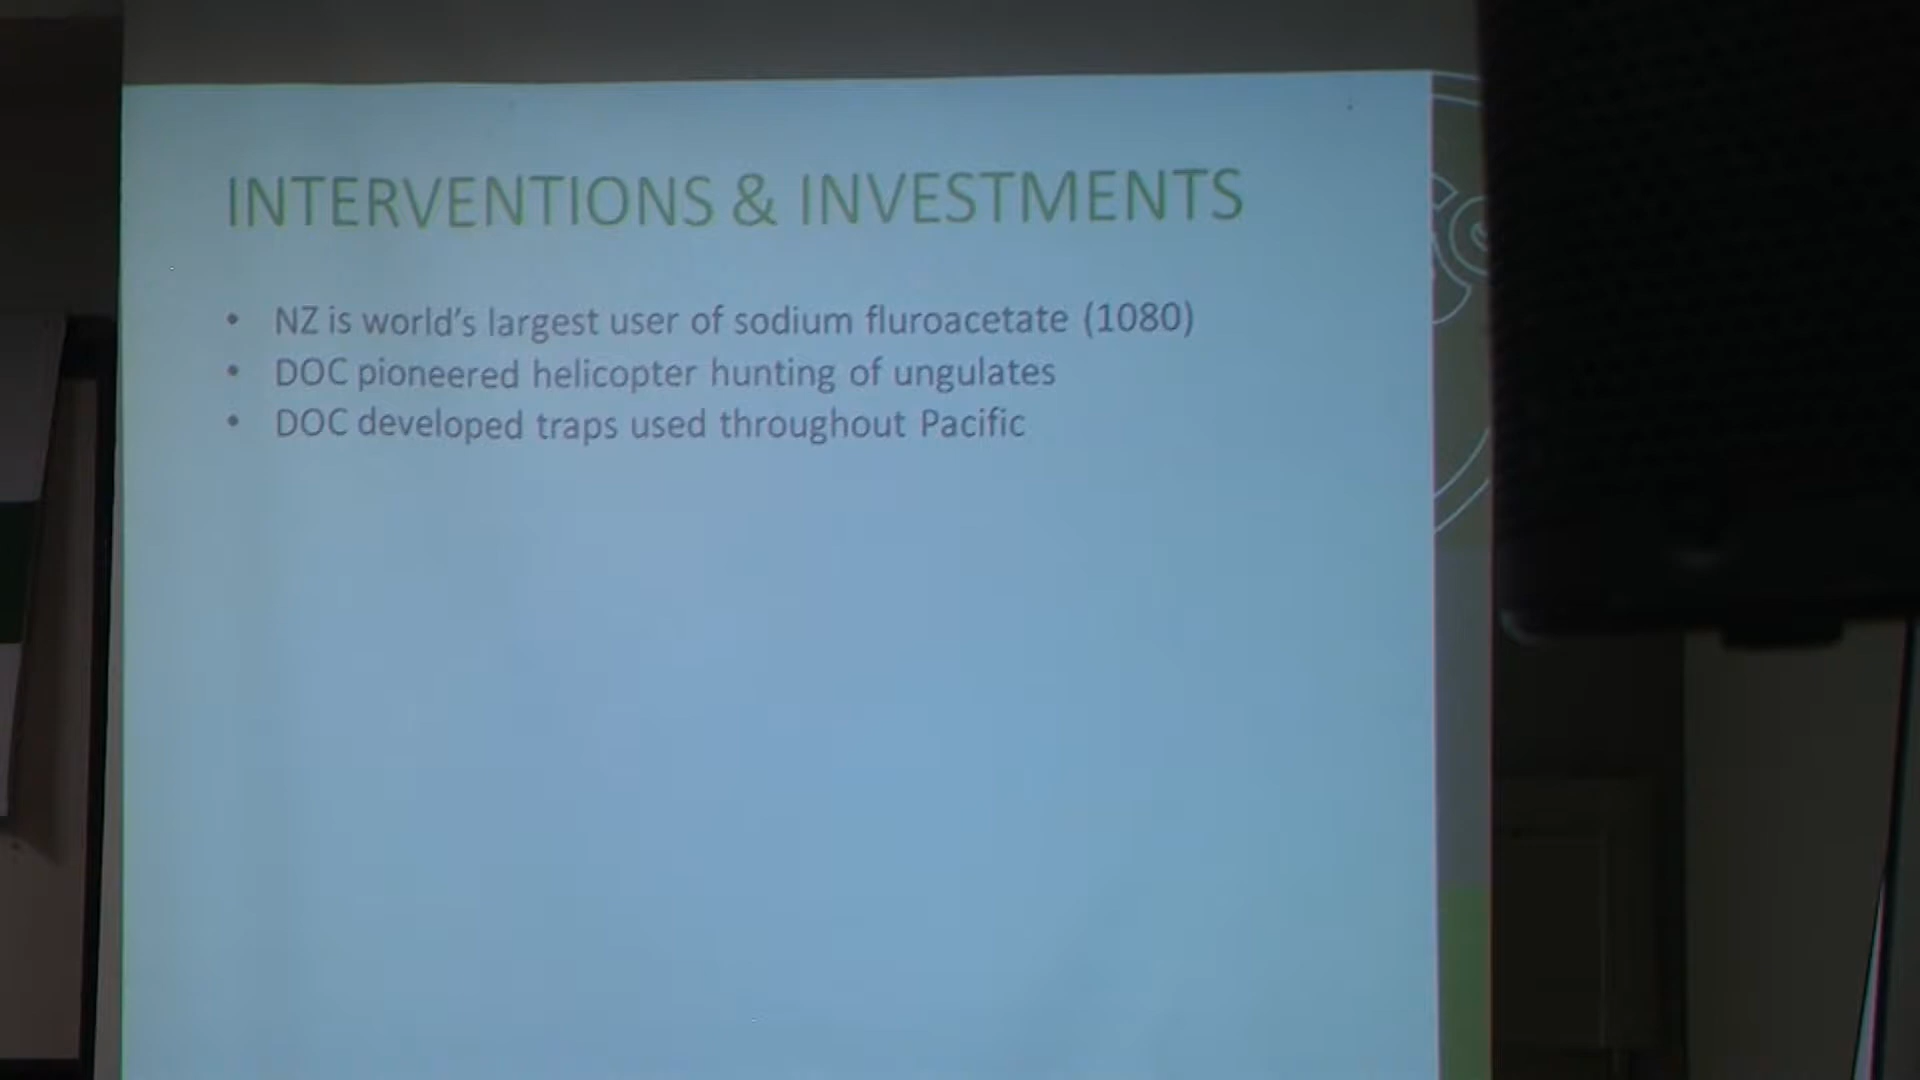 INTERVENTIONS & INVESTMENTS
• NZ is world's largest user of sodium fluroacetate (1080)
• DOC pioneered helicopter hunting of ungulates
• DOC developed traps used throughout Pacific